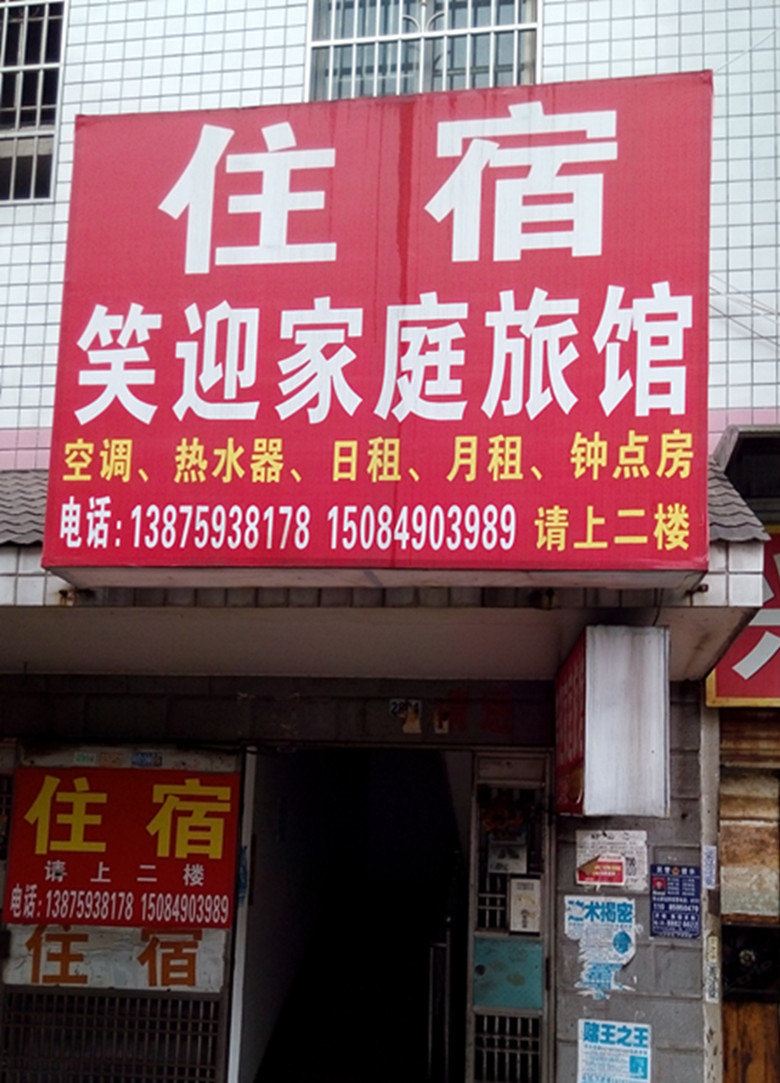 住宿
笑迎家庭旅馆
空调、热水器、日租、月租、钟点房
电话:13875938178 15084903989 请上二楼
住宿
请上二楼
电话:13875938178 15084903989
住宿
术揭密
赌王之王